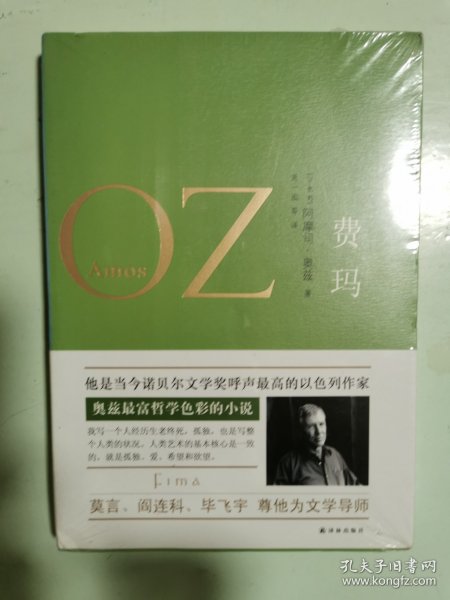 OZ
Amos
阿摩司·奥兹 著
费玛
他是当今诺贝尔文学奖呼声最高的以色列作家
奥兹最富哲学色彩的小说
我写一个人经历生老终死，孤独，也是写整
个人类的状况。人类艺术的基本核心是一致
的，就是孤独、爱、希望和欲望。
Fima
莫言、阎连科、毕飞宇 尊他为文学导师
译林出版社
孔夫子旧书网
www.kongfz.com